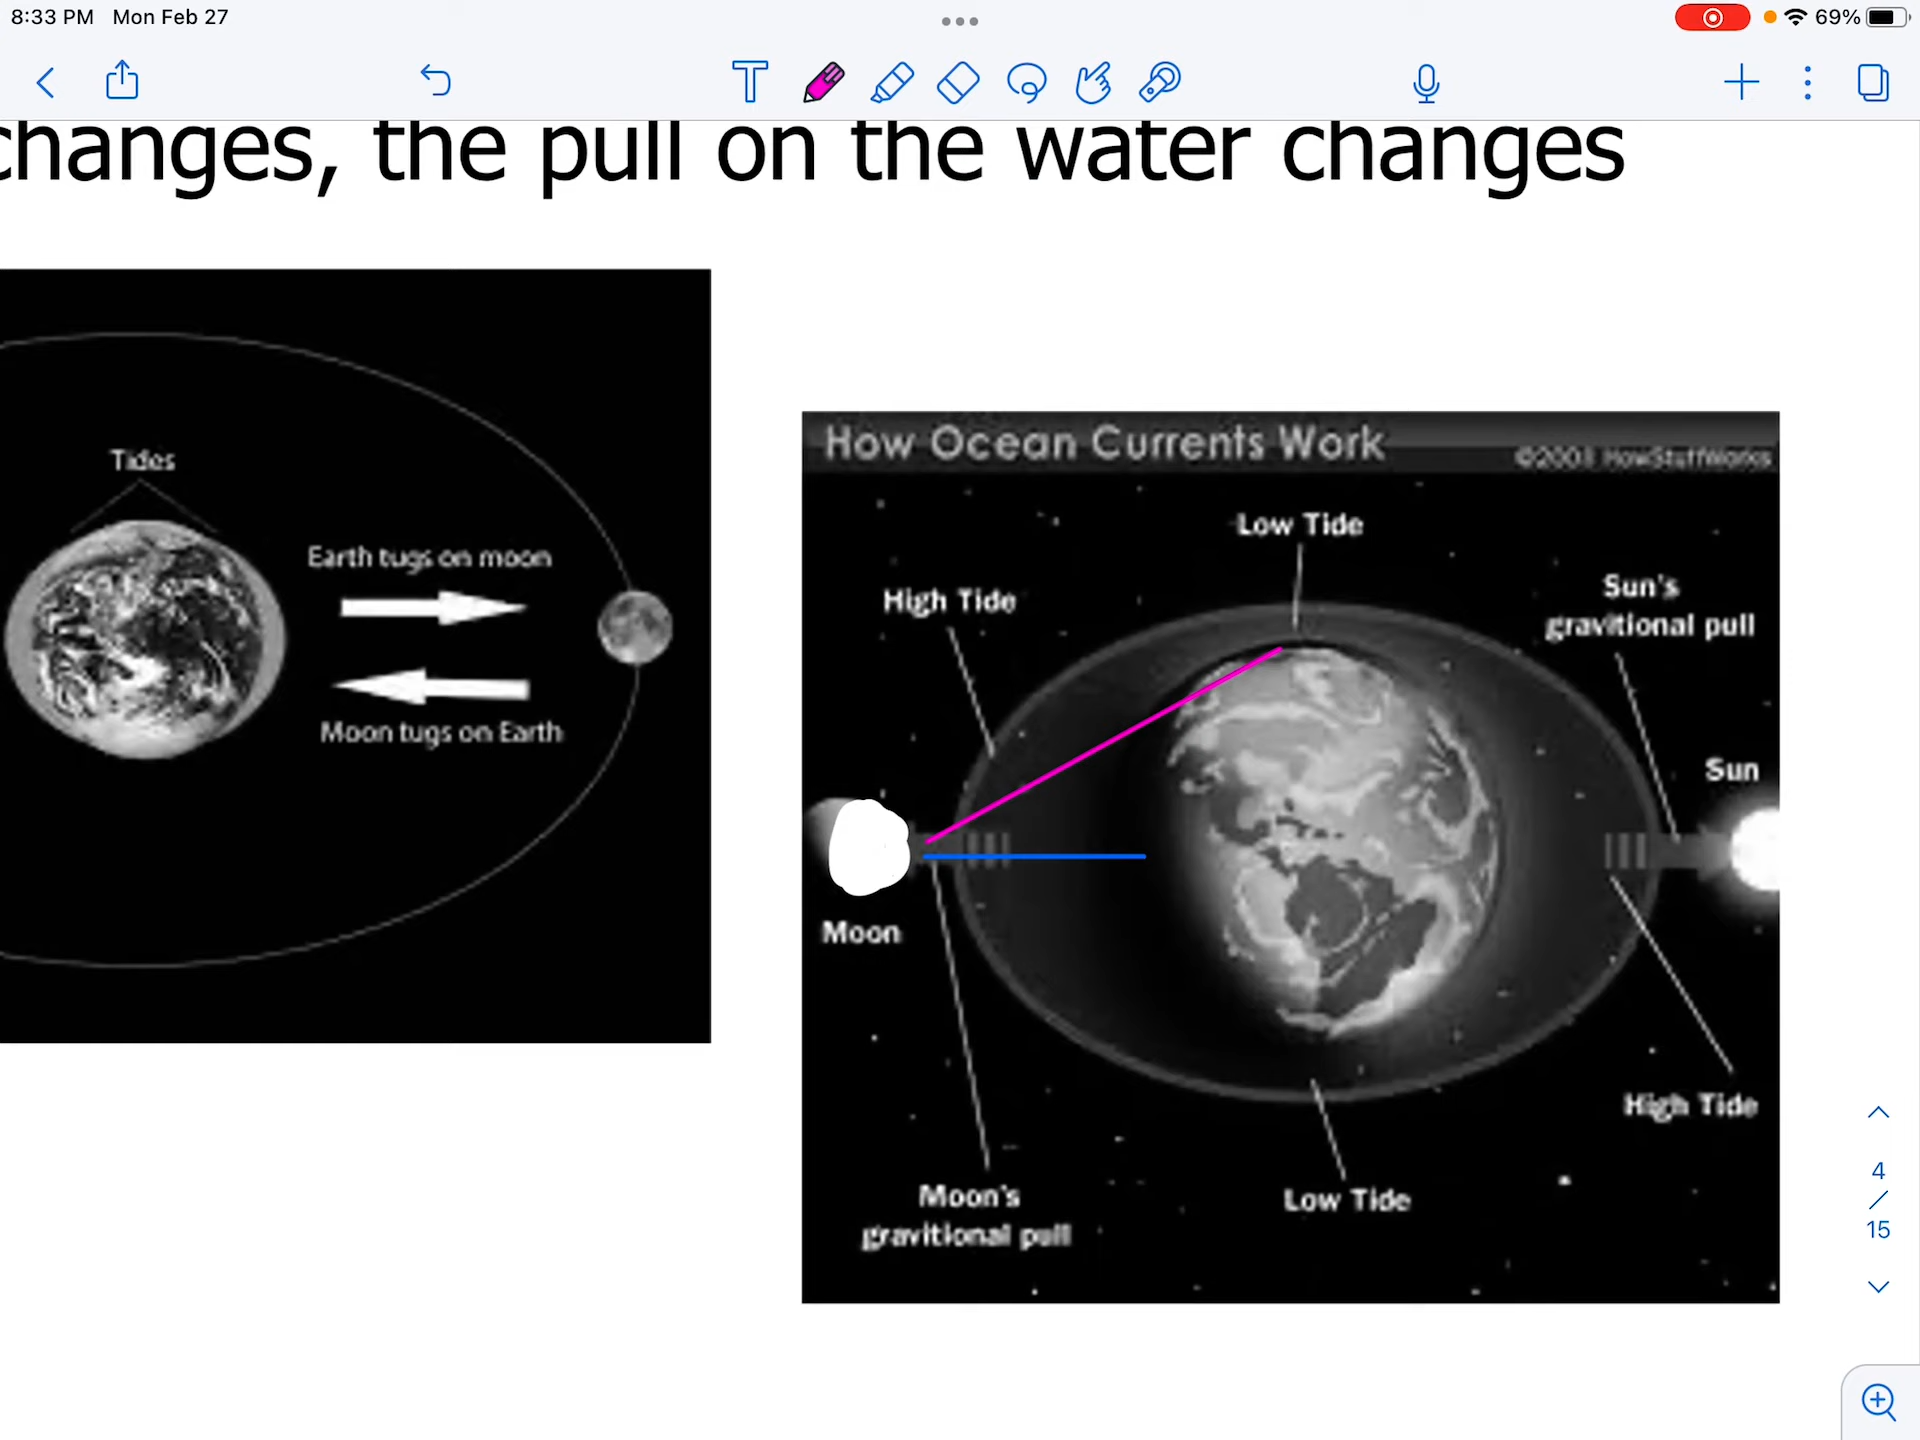 8:33 PM Mon Feb 27
69%
changes, the pull on the water changes
Tides
Earth tugs on moon
Moon tugs on Earth
How Ocean Currents Work
©2003 HowStuffWorks
Low Tide
High Tide
Sun's
gravitional pull
Sun
Moon
High Tide
Moon's
gravitional pull
Low Tide
4
/
15